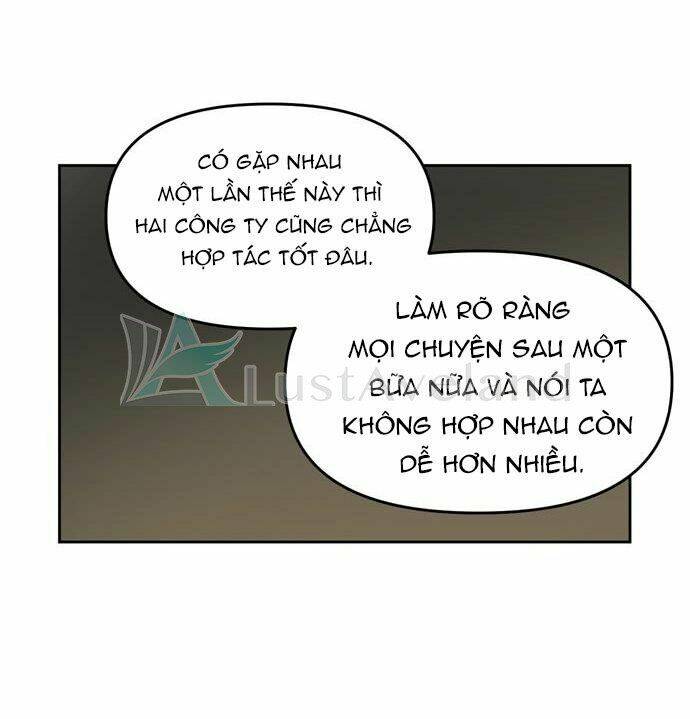 CÓ GẶP NHAU
MỘT LẦN THẾ NÀY THÌ
HAI CÔNG TY CŨNG CHẲNG
HỢP TÁC TỐT ĐÂU.
LÀM RÕ RÀNG
MỌI CHUYỆN SAU MỘT
BỮA NỮA VÀ NÓI TA
KHÔNG HỢP NHAU CÒN
DỄ HƠN NHIỀU.
LustAveland